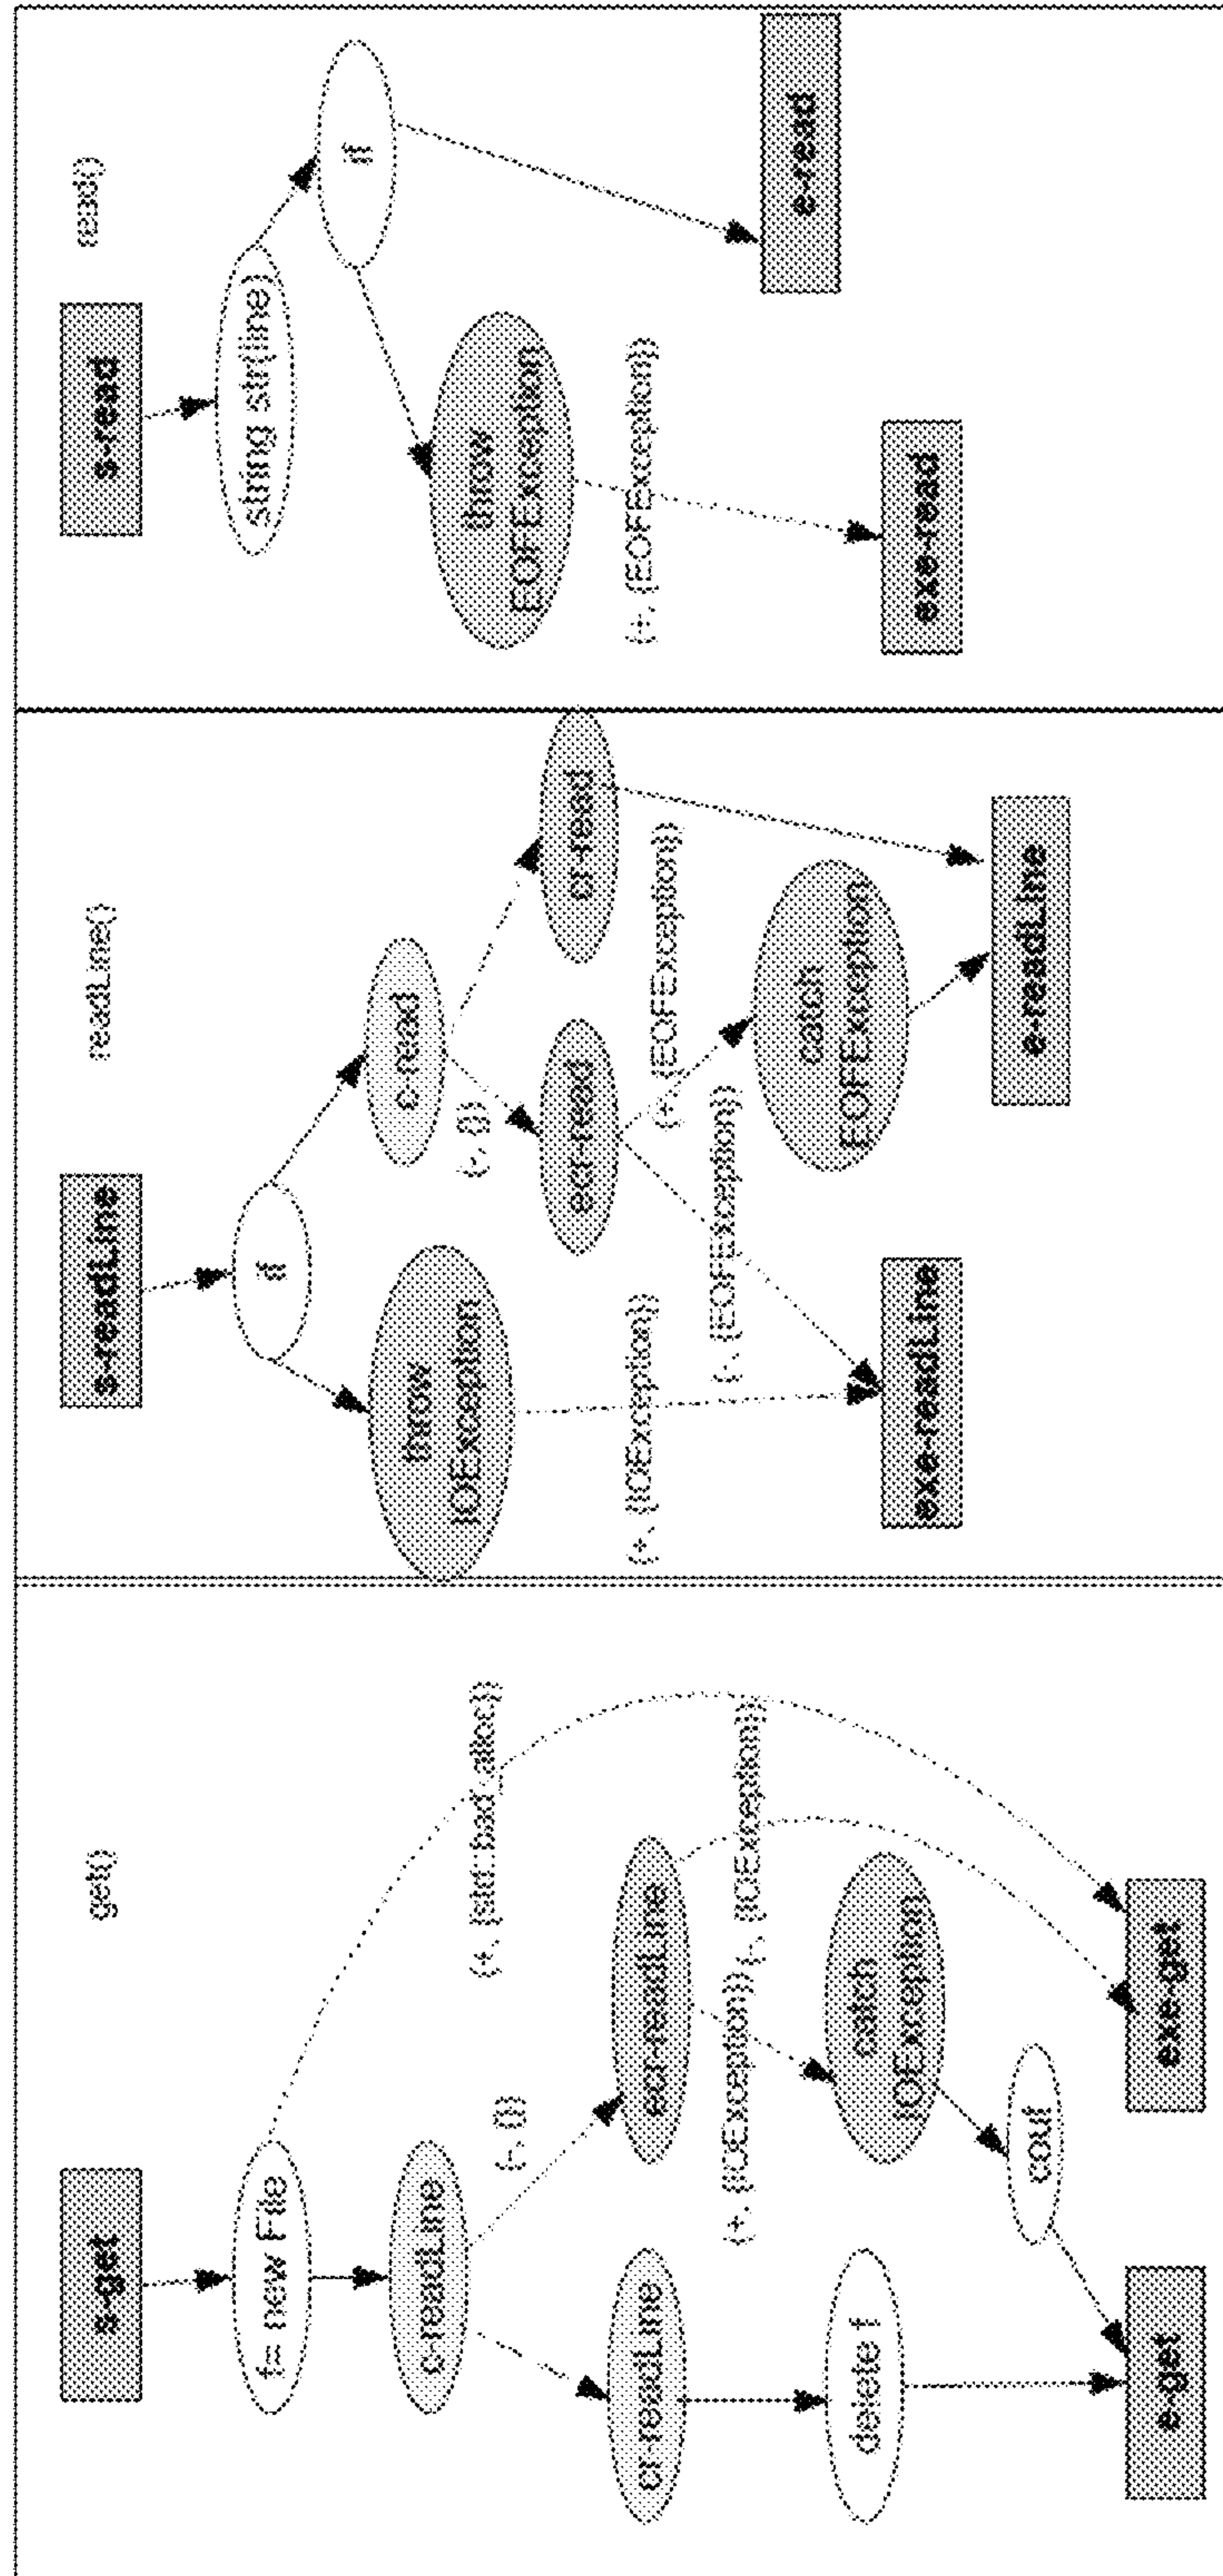 get()
s-get
f= new File
(+, {std::bad_alloc})
c-readLine
(-, {})
cr-readLine
ecr-readLine
(+, {IOException})
(-, {IOException})
delete f
catch
IOException
cout
e-get
exe-get
readLine()
s-readLine
if
throw
IOException
c-read
(-, {})
ecr-read
cr-read
(+, {IOException})
(-, {EOFException})
(+, {EOFException})
catch
EOFException
exe-readLine
e-readLine
read()
s-read
string str(line)
if
throw
EOFException
(+, {EOFException})
e-read
exe-read